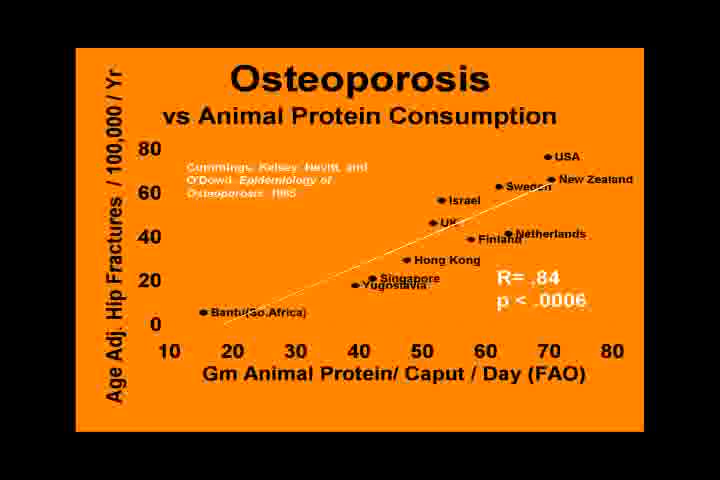 Osteoporosis
vs Animal Protein Consumption
Age Adj. Hip Fractures / 100,000 / Yr
80
60
40
20
0
Cummings, Kelsey, Nevitt, and
O'Dowd. Epidemiology of
Osteoporosis 1985
USA
New Zealand
Sweden
Israel
UK
Netherlands
Finland
Hong Kong
Singapore
Yugoslavia
Bantu(So.Africa)
R= .84
p < .0006
10 20 30 40 50 60 70 80
Gm Animal Protein/ Caput / Day (FAO)